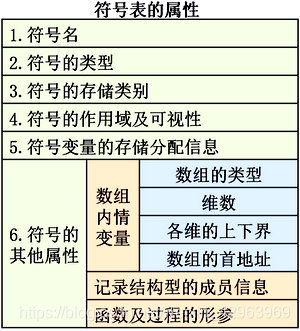 符号表的属性
1.符号名
2.符号的类型
3.符号的存储类别
4.符号的作用域及可视性
5.符号变量的存储分配信息
6.符号的
其他属性
数组
内情
变量
数组的类型
维数
各维的上下界
数组的首地址
记录结构型的成员信息
函数及过程的形参